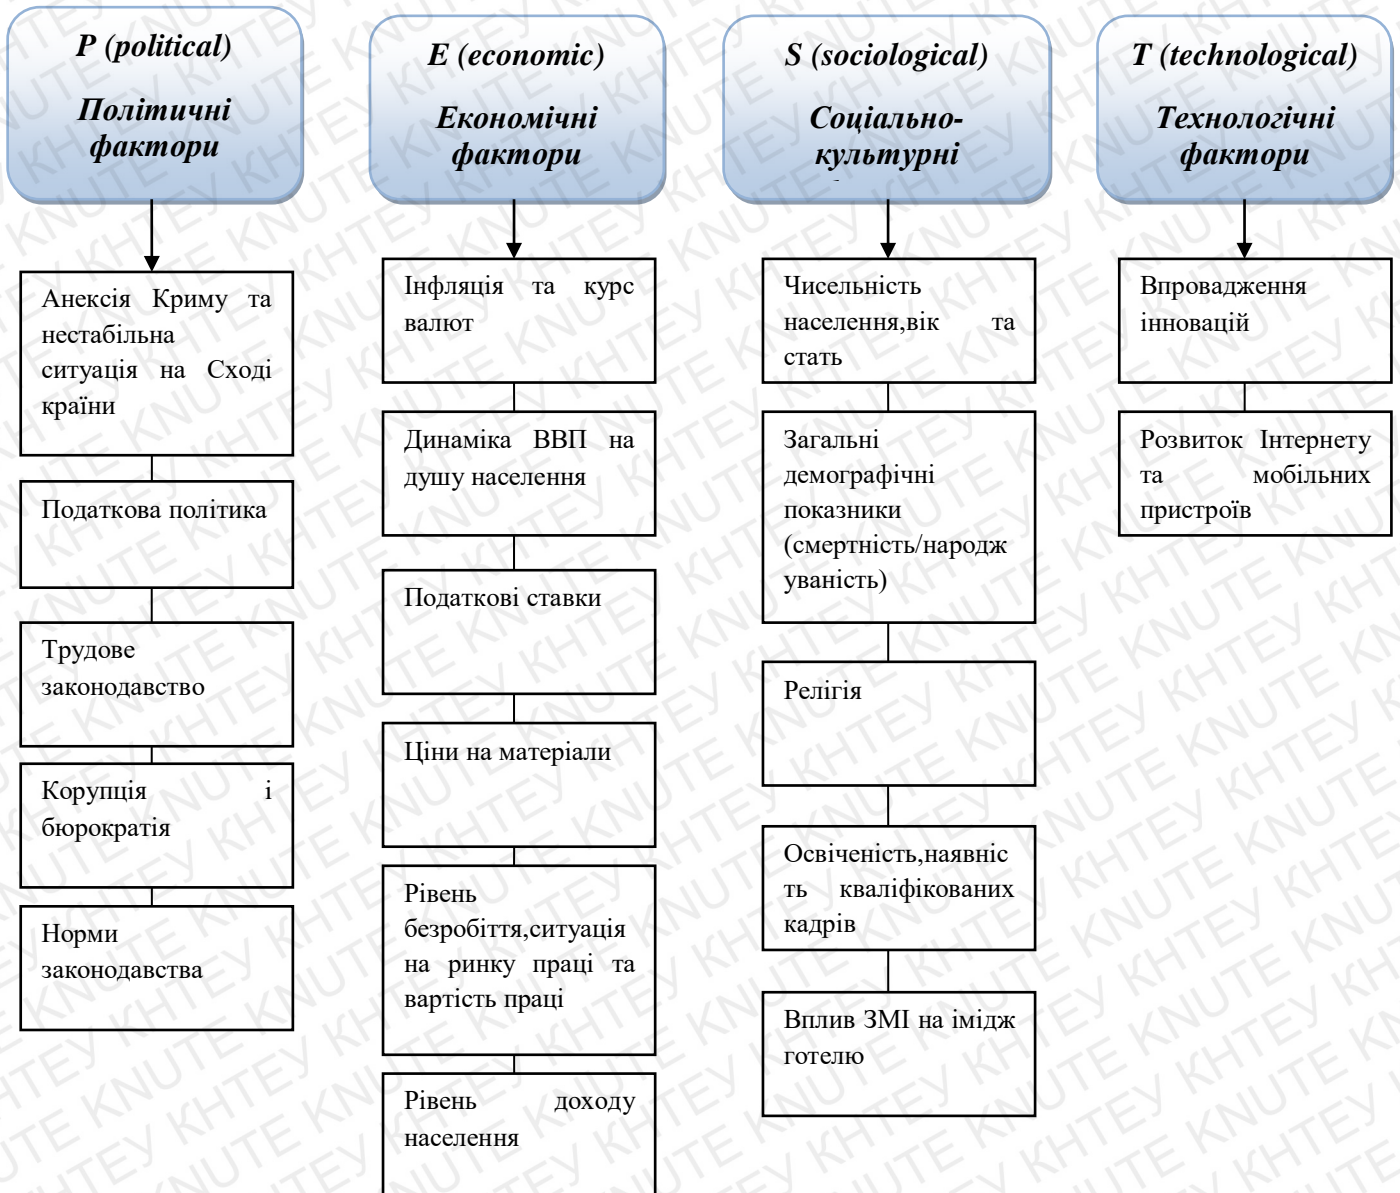 P (political)
Політичні
фактори
Анексія Криму та
нестабільна
ситуація на Сході
країни
Податкова політика
Трудове
законодавство
Корупція і
бюрократія
Норми
законодавства
E (economic)
Економічні
фактори
Інфляція та курс
валют
Динаміка ВВП на
душу населення
Податкові ставки
Ціни на матеріали
Рівень
безробіття,ситуація
на ринку праці та
вартість праці
Рівень доходу
населення
S (sociological)
Соціально-
культурні
Чисельність
населення,вік та
стать
Загальні
демографічні
показники
(смертність/народж
уваність)
Релігія
Освіченість,наявніс
ть кваліфікованих
кадрів
Вплив ЗМІ на імідж
готелю
T (technological)
Технологічні
фактори
Впровадження
інновацій
Розвиток Інтернету
та мобільних
пристроїв